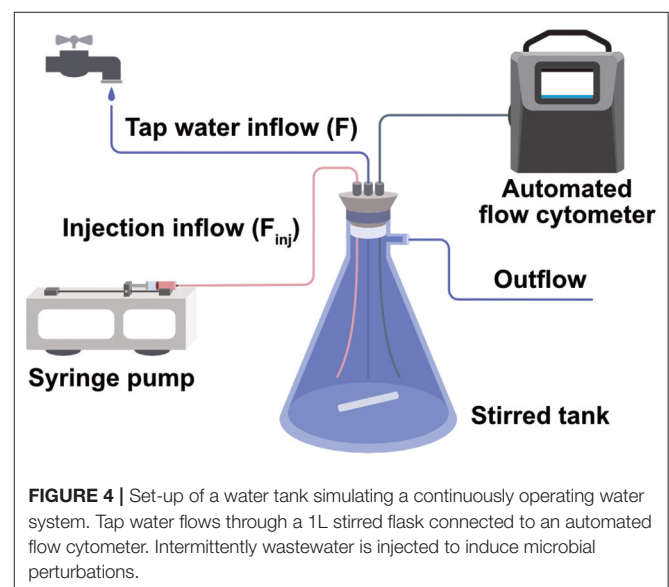 Tap water inflow (F)
Automated
flow cytometer
Injection inflow (Finj)
Outflow
Syringe pump
Stirred tank
FIGURE 4 | Set-up of a water tank simulating a continuously operating water
system. Tap water flows through a 1L stirred flask connected to an automated
flow cytometer. Intermittently wastewater is injected to induce microbial
perturbations.